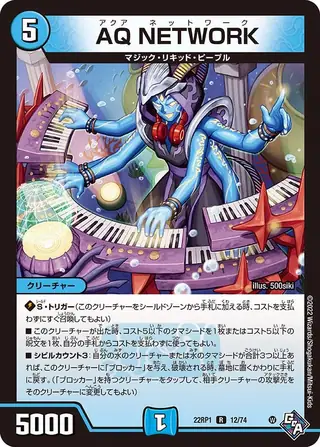 5
アクア ネットワーク
AQ NETWORK
マジック・リキッド・ピープル
クリーチャー
illus. 500siki
©2022 Wizards/Shogakukan/Mitsui-Kids
S・トリガー(このクリーチャーをシールドゾーンから手札に加える時、コストを支払わずにすぐ召喚してもよい)
■このクリーチャーが出た時、コスト5以下のタマシードを1枚またはコスト5以下の呪文を1枚、自分の手札からコストを支払わずに使ってもよい。
■シビルカウント3:自分の水のクリーチャーまたは水のタマシードが合計3つ以上あれば、このクリーチャーに「ブロッカー」を与え、破壊される時、墓地に置くかわりに手札に戻す。(「ブロッカー」を持つクリーチャーをタップして、相手クリーチャーの攻撃先をそのクリーチャーに変更してもよい)
5000
1
22RP1 R 12/74